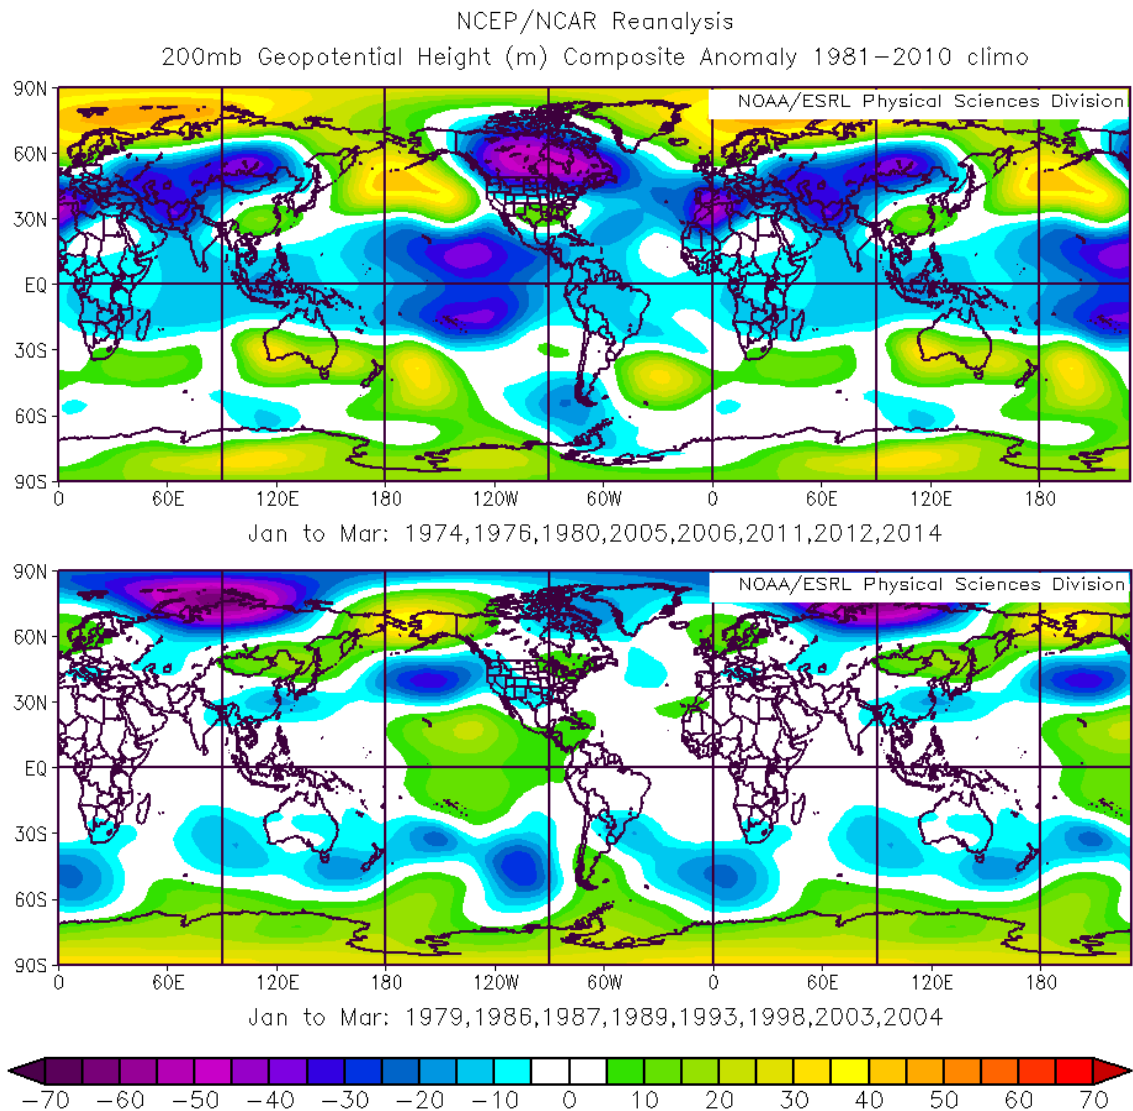 NCEP/NCAR Reanalysis
200mb Geopotential Height (m) Composite Anomaly 1981-2010 climo
NOAA/ESRL Physical Sciences Division
90N
60N
30N
EQ
30S
60S
90S
0 60E 120E 180 120W 60W 0 60E 120E 180
Jan to Mar: 1974,1976,1980,2005,2006,2011,2012,2014
NOAA/ESRL Physical Sciences Division
90N
60N
30N
EQ
30S
60S
90S
0 60E 120E 180 120W 60W 0 60E 120E 180
Jan to Mar: 1979,1986,1987,1989,1993,1998,2003,2004
-70 -60 -50 -40 -30 -20 -10 0 10 20 30 40 50 60 70